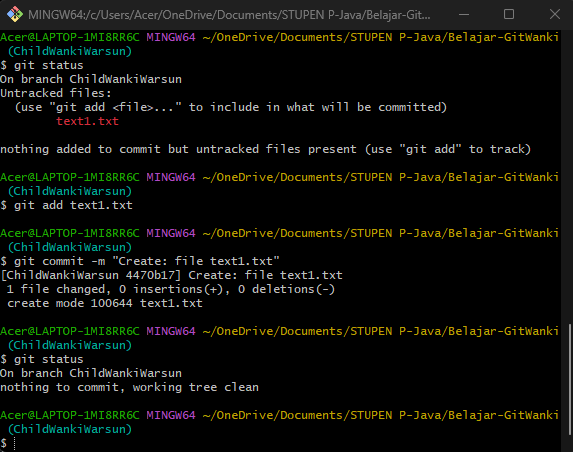 MINGW64:/c/Users/Acer/OneDrive/Documents/STUPEN P-Java/Belajar-Git...
Acer@LAPTOP-1MI8RR6C MINGW64 ~/OneDrive/Documents/STUPEN P-Java/Belajar-GitWanki
(ChildWankiWarsun)
$ git status
On branch ChildWankiWarsun
Untracked files:
  (use "git add <file>..." to include in what will be committed)
        text1.txt

nothing added to commit but untracked files present (use "git add" to track)

Acer@LAPTOP-1MI8RR6C MINGW64 ~/OneDrive/Documents/STUPEN P-Java/Belajar-GitWanki
(ChildWankiWarsun)
$ git add text1.txt

Acer@LAPTOP-1MI8RR6C MINGW64 ~/OneDrive/Documents/STUPEN P-Java/Belajar-GitWanki
(ChildWankiWarsun)
$ git commit -m "Create: file text1.txt"
[ChildWankiWarsun 4470b17] Create: file text1.txt
 1 file changed, 0 insertions(+), 0 deletions(-)
 create mode 100644 text1.txt

Acer@LAPTOP-1MI8RR6C MINGW64 ~/OneDrive/Documents/STUPEN P-Java/Belajar-GitWanki
(ChildWankiWarsun)
$ git status
On branch ChildWankiWarsun
nothing to commit, working tree clean

Acer@LAPTOP-1MI8RR6C MINGW64 ~/OneDrive/Documents/STUPEN P-Java/Belajar-GitWanki
(ChildWankiWarsun)
$